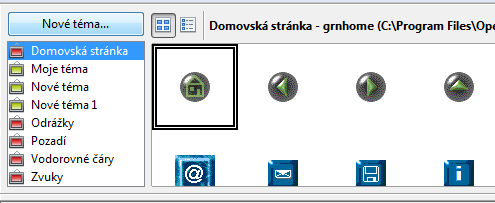 Nové téma...
Domovská stránka - grnhome (C:\Program Files\Ope
Domovská stránka
Moje téma
Nové téma
Nové téma 1
Odrážky
Pozadí
Vodorovné čáry
Zvuky
@
i